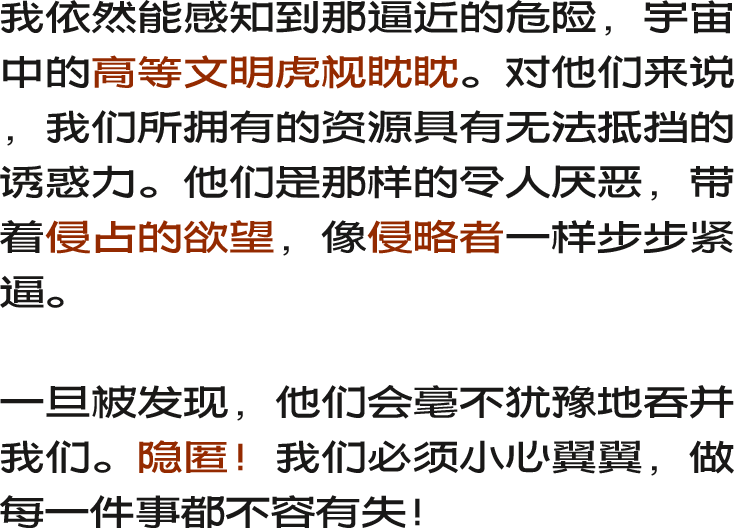 我依然能感知到那逼近的危险，宇宙
中的高等文明虎视眈眈。对他们来说
，我们所拥有的资源具有无法抵挡的
诱惑力。他们是那样的令人厌恶，带
着侵占的欲望，像侵略者一样步步紧
逼。
一旦被发现，他们会毫不犹豫地吞并
我们。隐匿！我们必须小心翼翼，做
每一件事都不容有失！